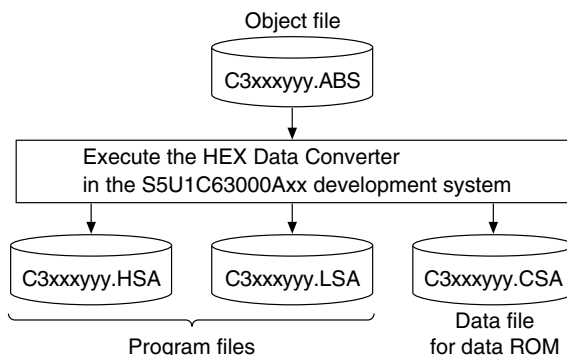 Object file
C3xxxyyy.ABS
Execute the HEX Data Converter
in the S5U1C63000Axx development system
C3xxxyyy.HSA
C3xxxyyy.LSA
C3xxxyyy.CSA
Program files
Data file
for data ROM